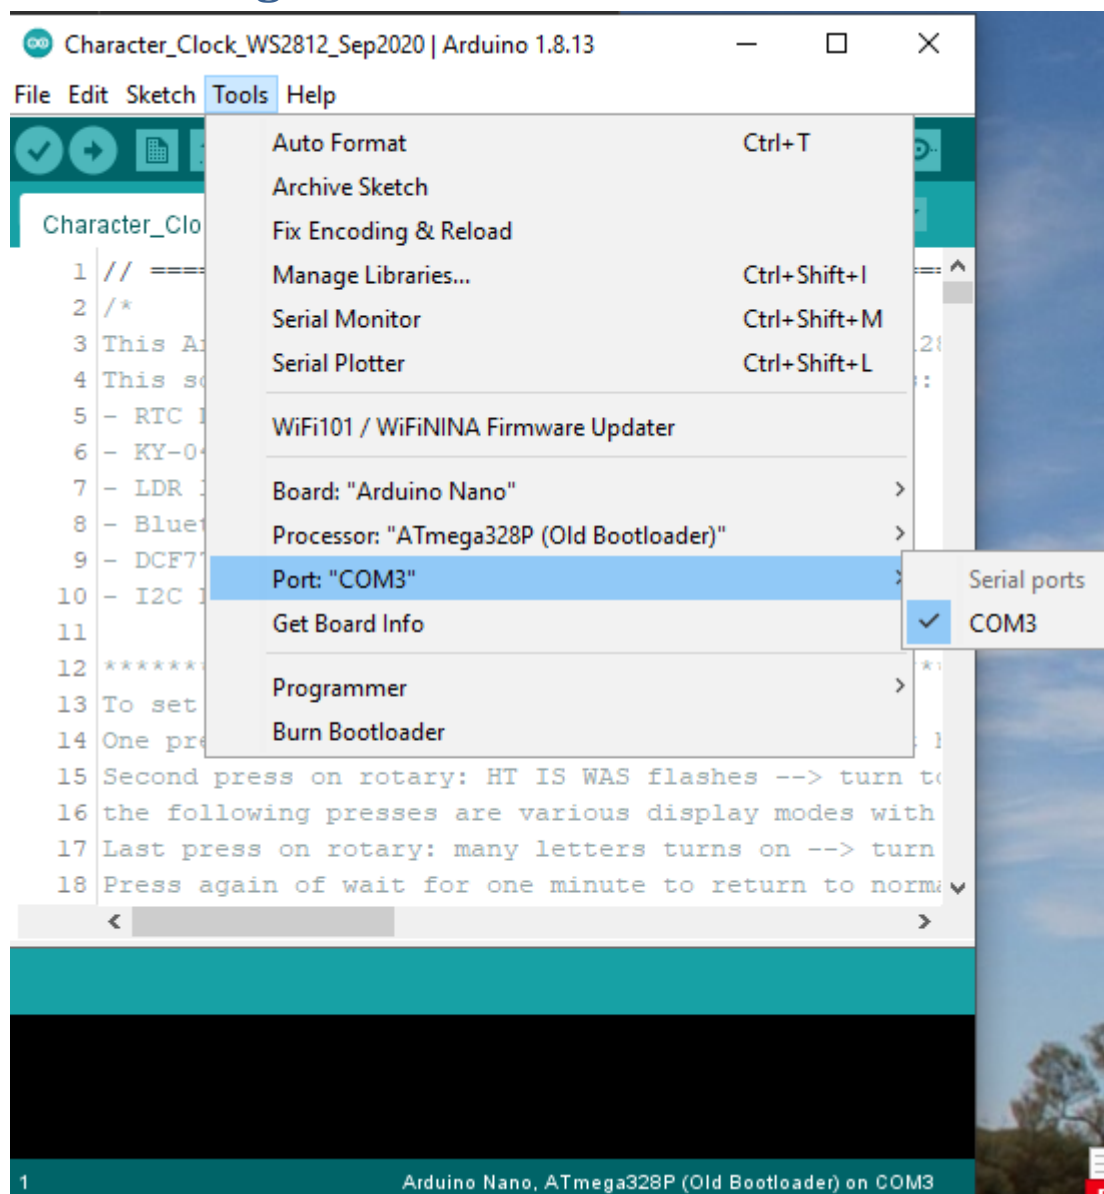 Character_Clock_WS2812_Sep2020 | Arduino 1.8.13
File Edit Sketch Tools Help
Auto Format Ctrl+T
Archive Sketch
Fix Encoding & Reload
Manage Libraries... Ctrl+Shift+I
Serial Monitor Ctrl+Shift+M
Serial Plotter Ctrl+Shift+L
WiFi101 / WiFiNINA Firmware Updater
Board: "Arduino Nano"
Processor: "ATmega328P (Old Bootloader)"
Port: "COM3"
Get Board Info
Programmer
Burn Bootloader
Serial ports
COM3
Character_Clo
1 // ====
2 /*
3 This
4 This
5 - RTC
6 - KY-04
7 - LDR
8 - Bluet
9 - DCF77
10 - I2C
11
12 *******
13 To set
14 One pre
15 Second press on rotary: HT IS WAS flashes --> turn to
16 the following presses are various display modes with
17 Last press on rotary: many letters turns on --> turn
18 Press again of wait for one minute to return to norma
1 Arduino Nano, ATmega328P (Old Bootloader) on COM3